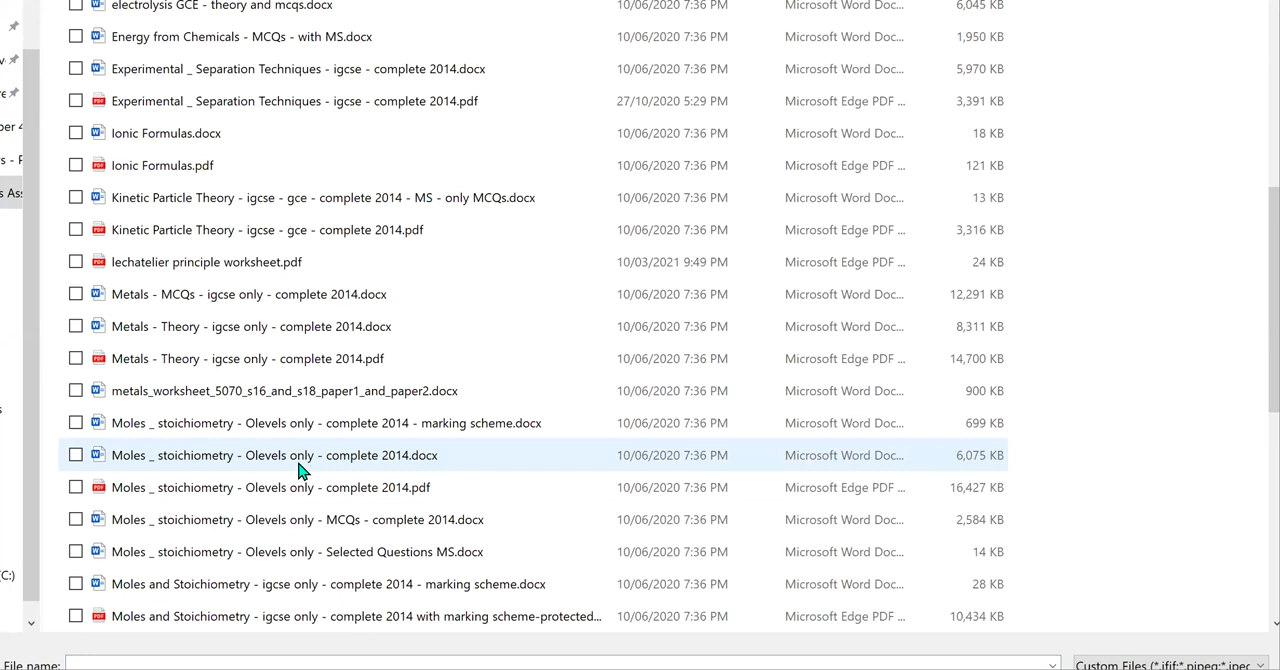 electrolysis GCE - theory and mcqs.docx 10/06/2020 7:36 PM Microsoft Word Doc... 6,045 KB
Energy from Chemicals - MCQs - with MS.docx 10/06/2020 7:36 PM Microsoft Word Doc... 1,950 KB
Experimental _ Separation Techniques - igcse - complete 2014.docx 10/06/2020 7:36 PM Microsoft Word Doc... 5,970 KB
Experimental _ Separation Techniques - igcse - complete 2014.pdf 27/10/2020 5:29 PM Microsoft Edge PDF ... 3,391 KB
Ionic Formulas.docx 10/06/2020 7:36 PM Microsoft Word Doc... 18 KB
Ionic Formulas.pdf 10/06/2020 7:36 PM Microsoft Edge PDF ... 121 KB
Kinetic Particle Theory - igcse - gce - complete 2014 - MS - only MCQs.docx 10/06/2020 7:36 PM Microsoft Word Doc... 13 KB
Kinetic Particle Theory - igcse - gce - complete 2014.pdf 10/06/2020 7:36 PM Microsoft Edge PDF ... 3,316 KB
lechatelier principle worksheet.pdf 10/03/2021 9:49 PM Microsoft Edge PDF ... 24 KB
Metals - MCQs - igcse only - complete 2014.docx 10/06/2020 7:36 PM Microsoft Word Doc... 12,291 KB
Metals - Theory - igcse only - complete 2014.docx 10/06/2020 7:36 PM Microsoft Word Doc... 8,311 KB
Metals - Theory - igcse only - complete 2014.pdf 10/06/2020 7:36 PM Microsoft Edge PDF ... 14,700 KB
metals_worksheet_5070_s16_and_s18_paper1_and_paper2.docx 10/06/2020 7:36 PM Microsoft Word Doc... 900 KB
Moles _ stoichiometry - Olevels only - complete 2014 - marking scheme.docx 10/06/2020 7:36 PM Microsoft Word Doc... 699 KB
Moles _ stoichiometry - Olevels only - complete 2014.docx 10/06/2020 7:36 PM Microsoft Word Doc... 6,075 KB
Moles _ stoichiometry - Olevels only - complete 2014.pdf 10/06/2020 7:36 PM Microsoft Edge PDF ... 16,427 KB
Moles _ stoichiometry - Olevels only - MCQs - complete 2014.docx 10/06/2020 7:36 PM Microsoft Word Doc... 2,584 KB
Moles _ stoichiometry - Olevels only - Selected Questions MS.docx 10/06/2020 7:36 PM Microsoft Word Doc... 14 KB
(C:) Moles and Stoichiometry - igcse only - complete 2014 - marking scheme.docx 10/06/2020 7:36 PM Microsoft Word Doc... 28 KB
Moles and Stoichiometry - igcse only - complete 2014 with marking scheme-protected... 10/06/2020 7:36 PM Microsoft Edge PDF ... 10,434 KB
File name: Custom Files (*.jfif;*.pjpeg;*.jpec